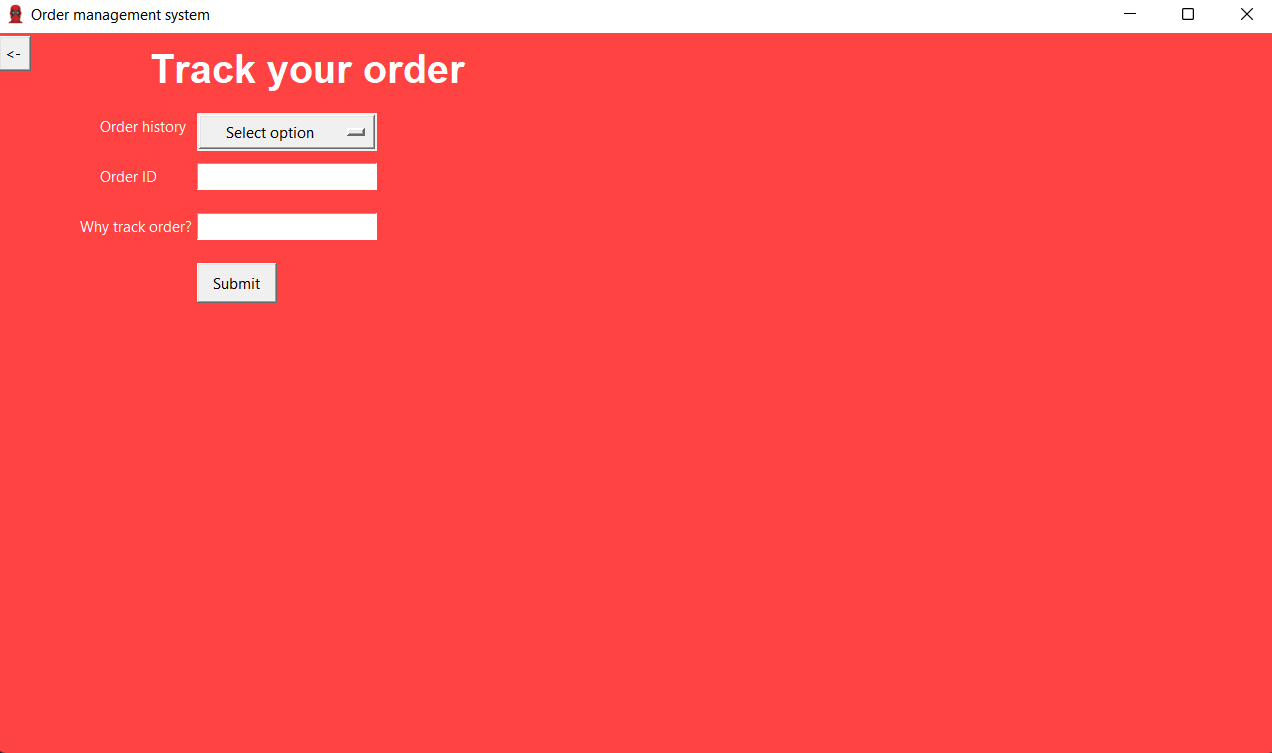 Order management system
<-
Track your order
Order history Select option
Order ID
Why track order?
Submit